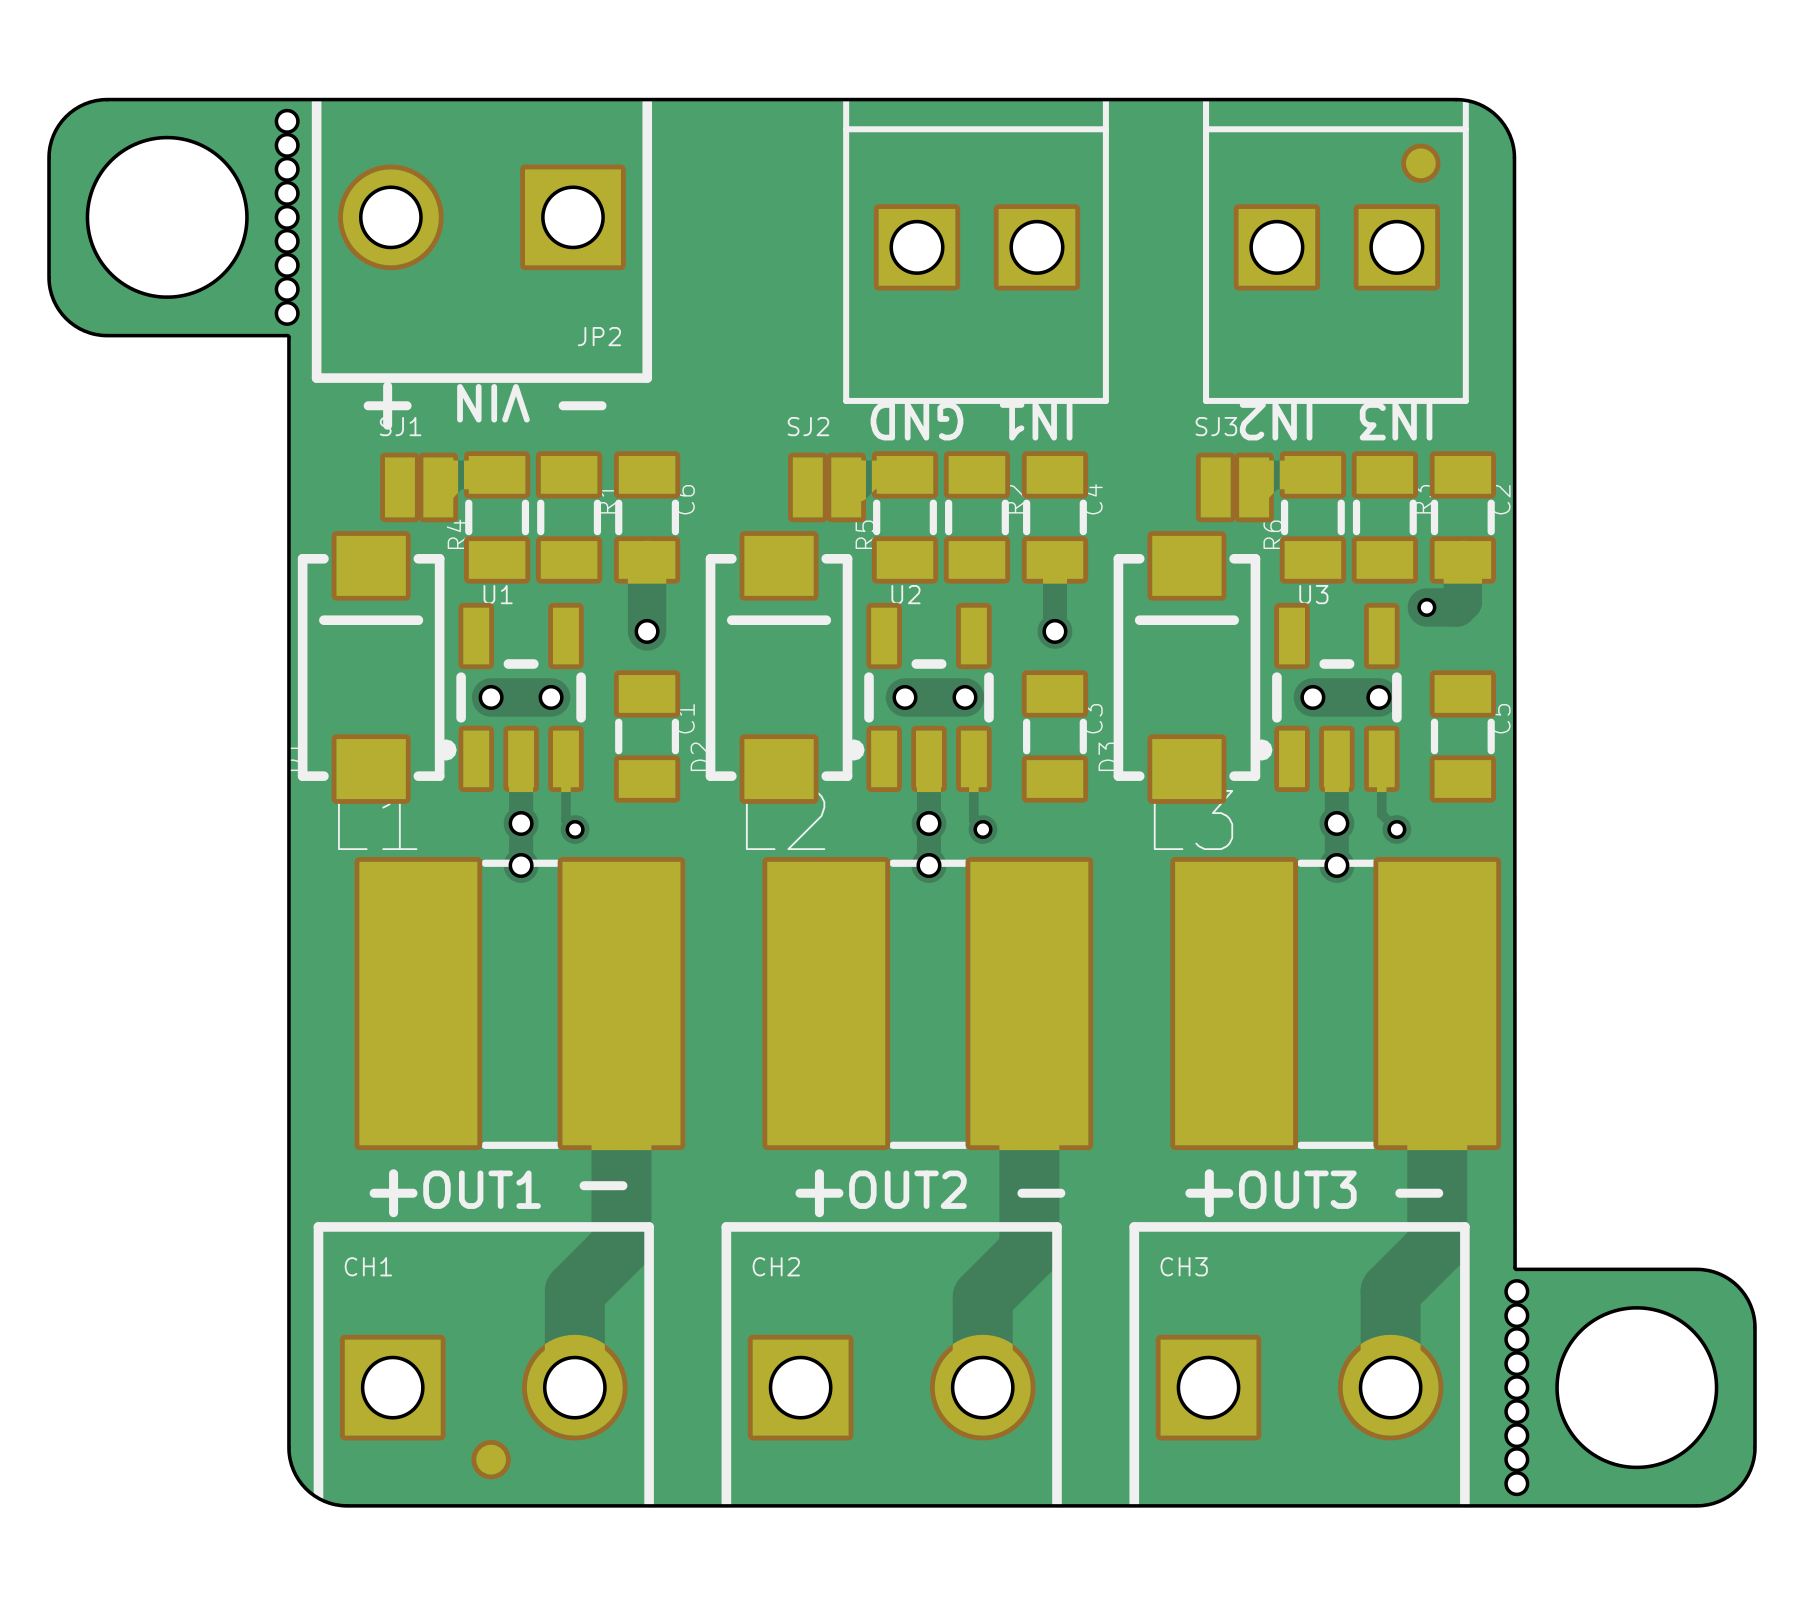 JP2
+ VIN -
GND IN1
IN2 IN3
SJ1
SJ2
SJ3
R4
R1
C6
R5
R2
C4
R6
R3
C2
U1
U2
U3
C1
D2
C3
D3
C5
L1
L2
L3
+OUT1 -
+OUT2 -
+OUT3 -
CH1
CH2
CH3